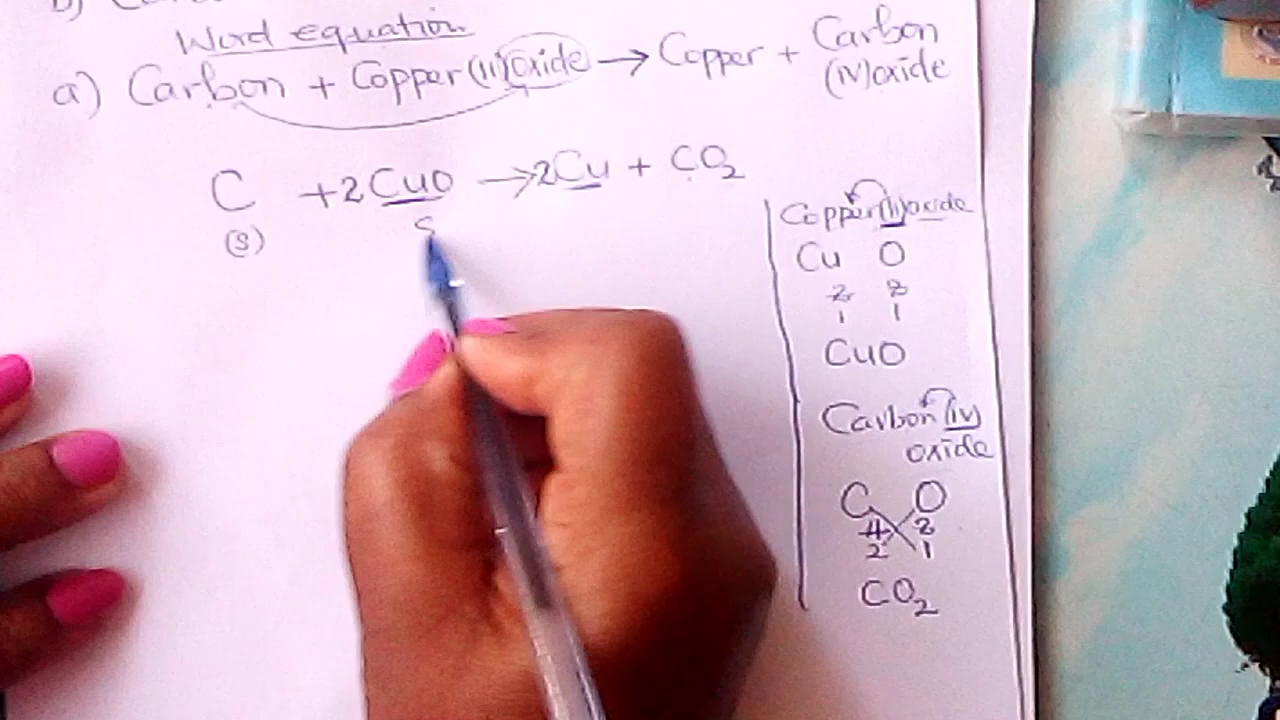 b)
Word equation
a) Carbon + Copper(II)oxide → Copper + Carbon (IV)oxide
C + 2CuO → 2Cu + CO₂
(s) s
Copper(II)oxide
Cu O
2 2
1 1
CuO
Carbon (IV)
oxide
C O
4 2
2 1
CO₂